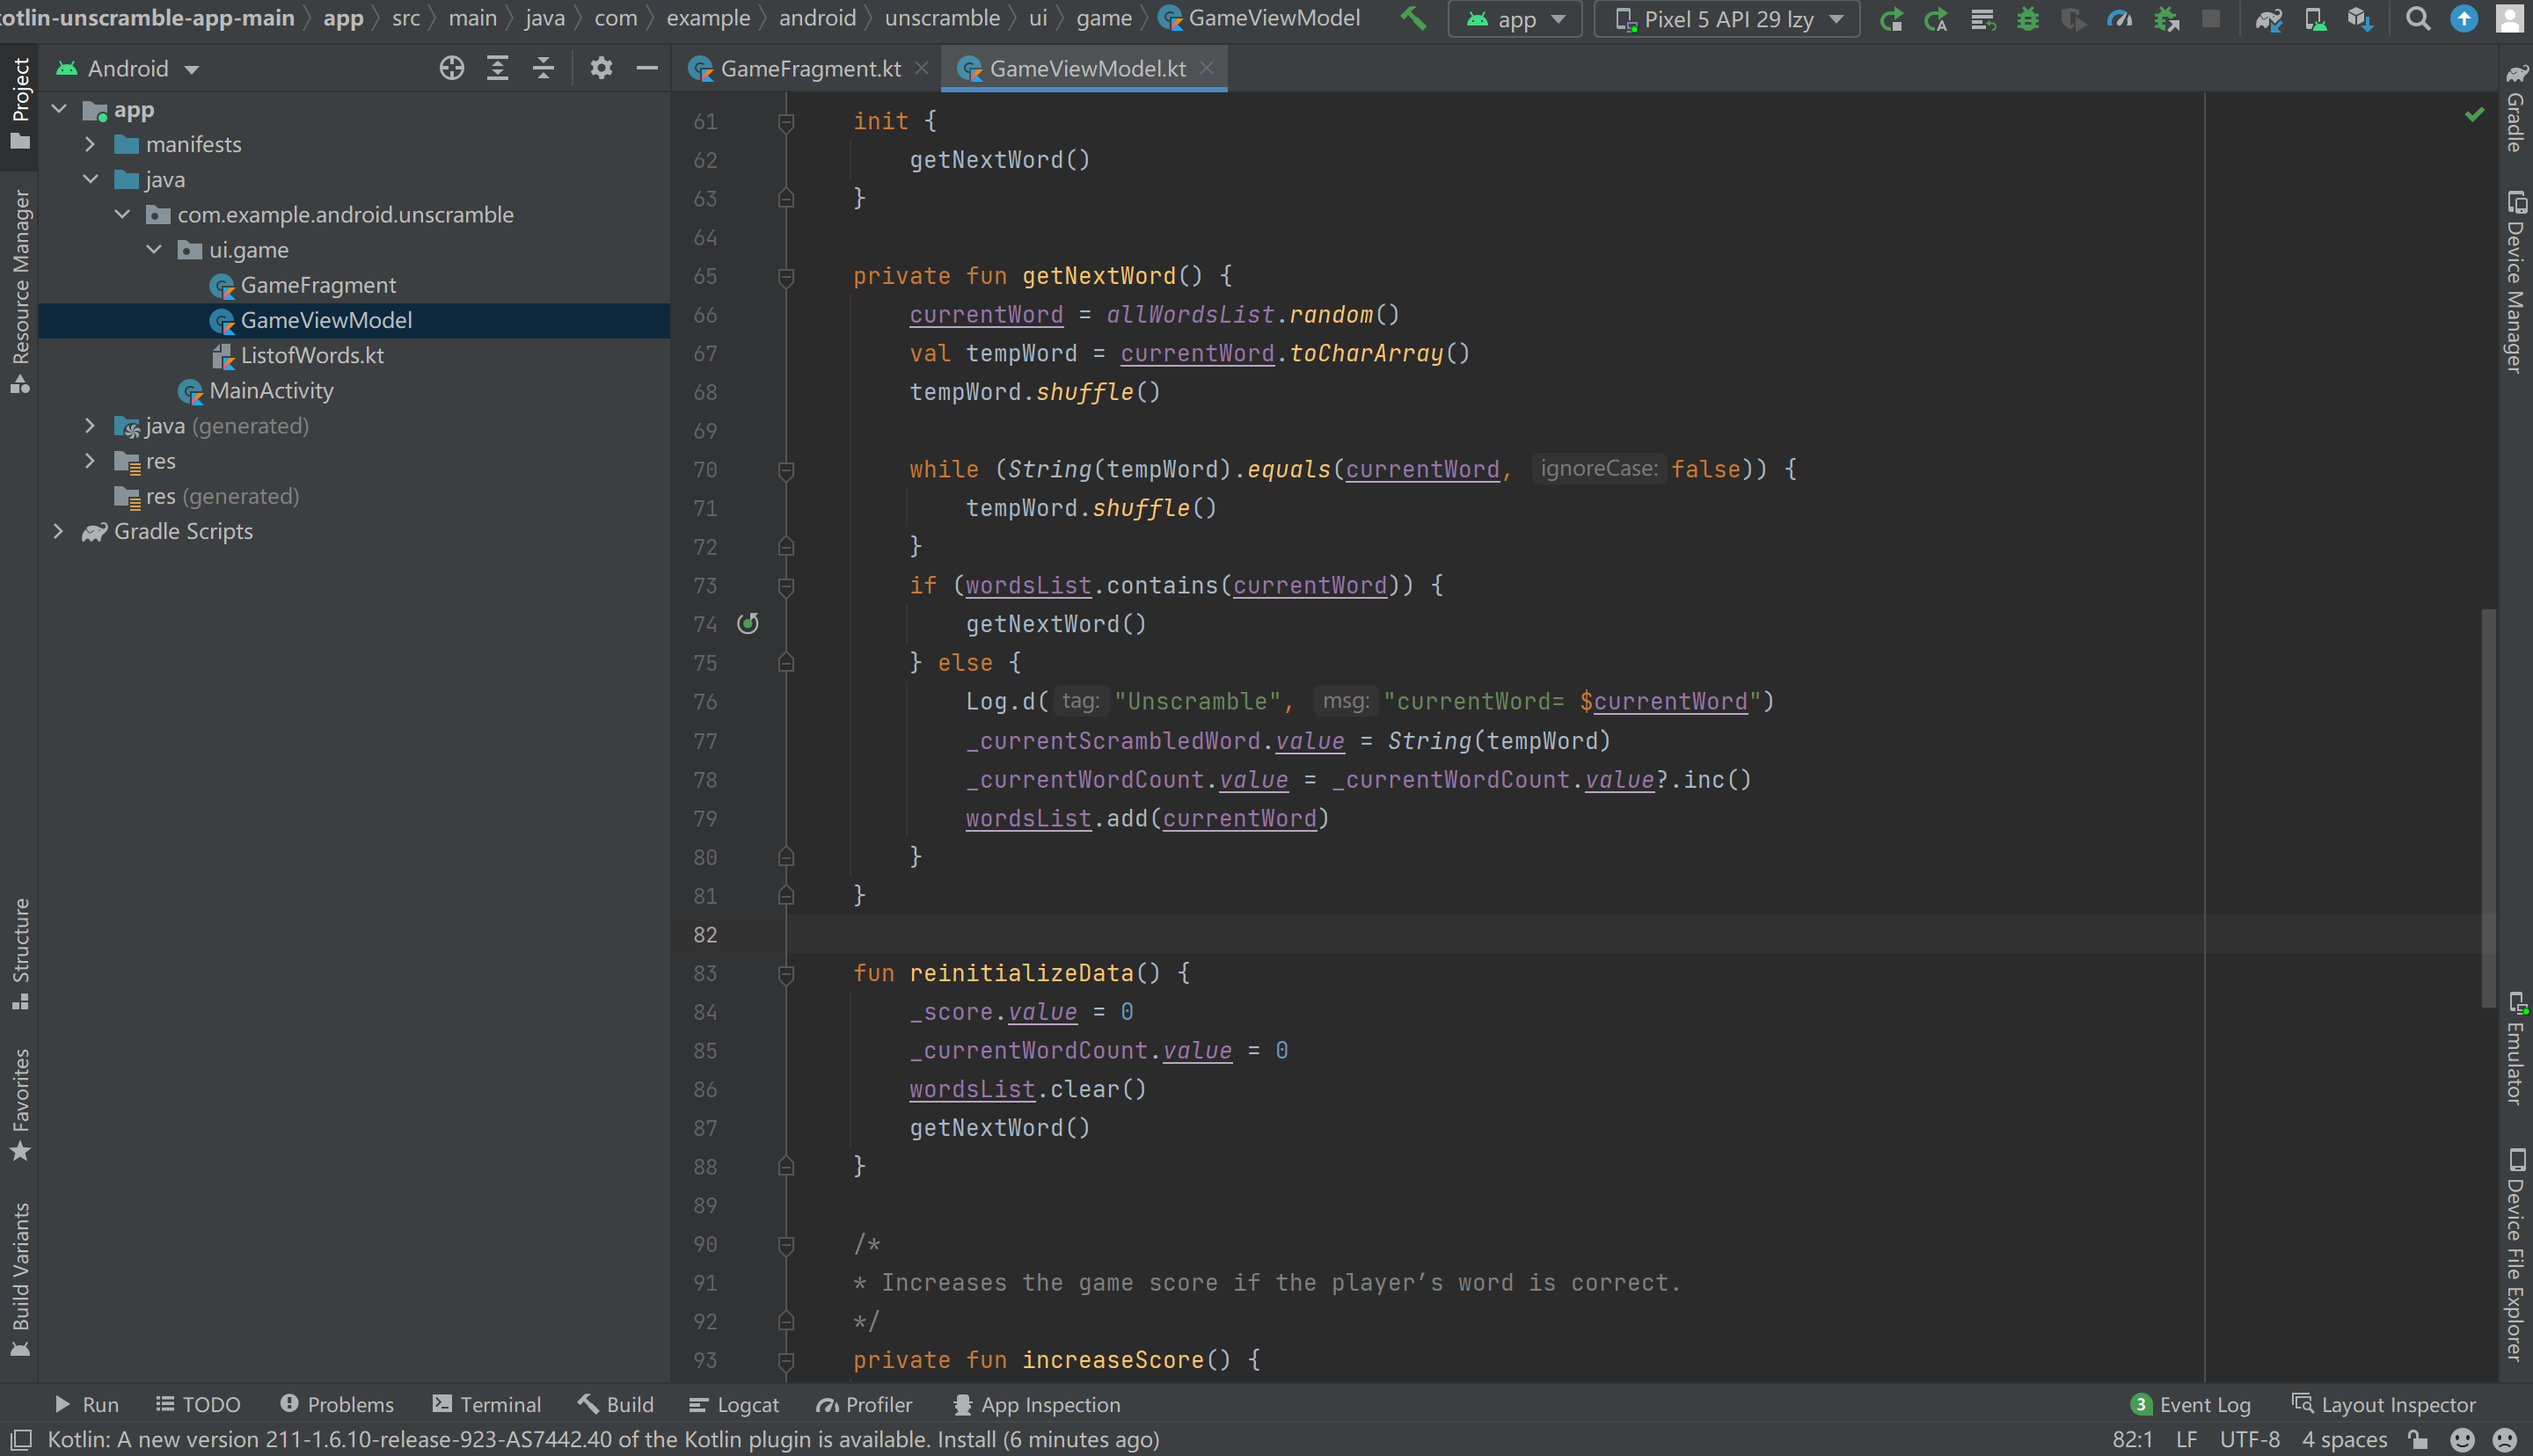 otlin-unscramble-app-main app src main java com example android unscramble ui game GameViewModel app Pixel 5 API 29 lzy
Project Android GameFragment.kt GameViewModel.kt
app
manifests
java
com.example.android.unscramble
ui.game
GameFragment
GameViewModel
ListofWords.kt
MainActivity
java (generated)
res
res (generated)
Gradle Scripts
Resource Manager
Structure
Favorites
Build Variants
61 init {
62 getNextWord()
63 }
64
65 private fun getNextWord() {
66 currentWord = allWordsList.random()
67 val tempWord = currentWord.toCharArray()
68 tempWord.shuffle()
69
70 while (String(tempWord).equals(currentWord, ignoreCase: false)) {
71 tempWord.shuffle()
72 }
73 if (wordsList.contains(currentWord)) {
74 getNextWord()
75 } else {
76 Log.d( tag: "Unscramble", msg: "currentWord= $currentWord")
77 _currentScrambledWord.value = String(tempWord)
78 _currentWordCount.value = _currentWordCount.value?.inc()
79 wordsList.add(currentWord)
80 }
81 }
82
83 fun reinitializeData() {
84 _score.value = 0
85 _currentWordCount.value = 0
86 wordsList.clear()
87 getNextWord()
88 }
89
90 /*
91 * Increases the game score if the player’s word is correct.
92 */
93 private fun increaseScore() {
Gradle
Device Manager
Emulator
Device File Explorer
Run TODO Problems Terminal Build Logcat Profiler App Inspection 3 Event Log Layout Inspector
Kotlin: A new version 211-1.6.10-release-923-AS7442.40 of the Kotlin plugin is available. Install (6 minutes ago) 82:1 LF UTF-8 4 spaces